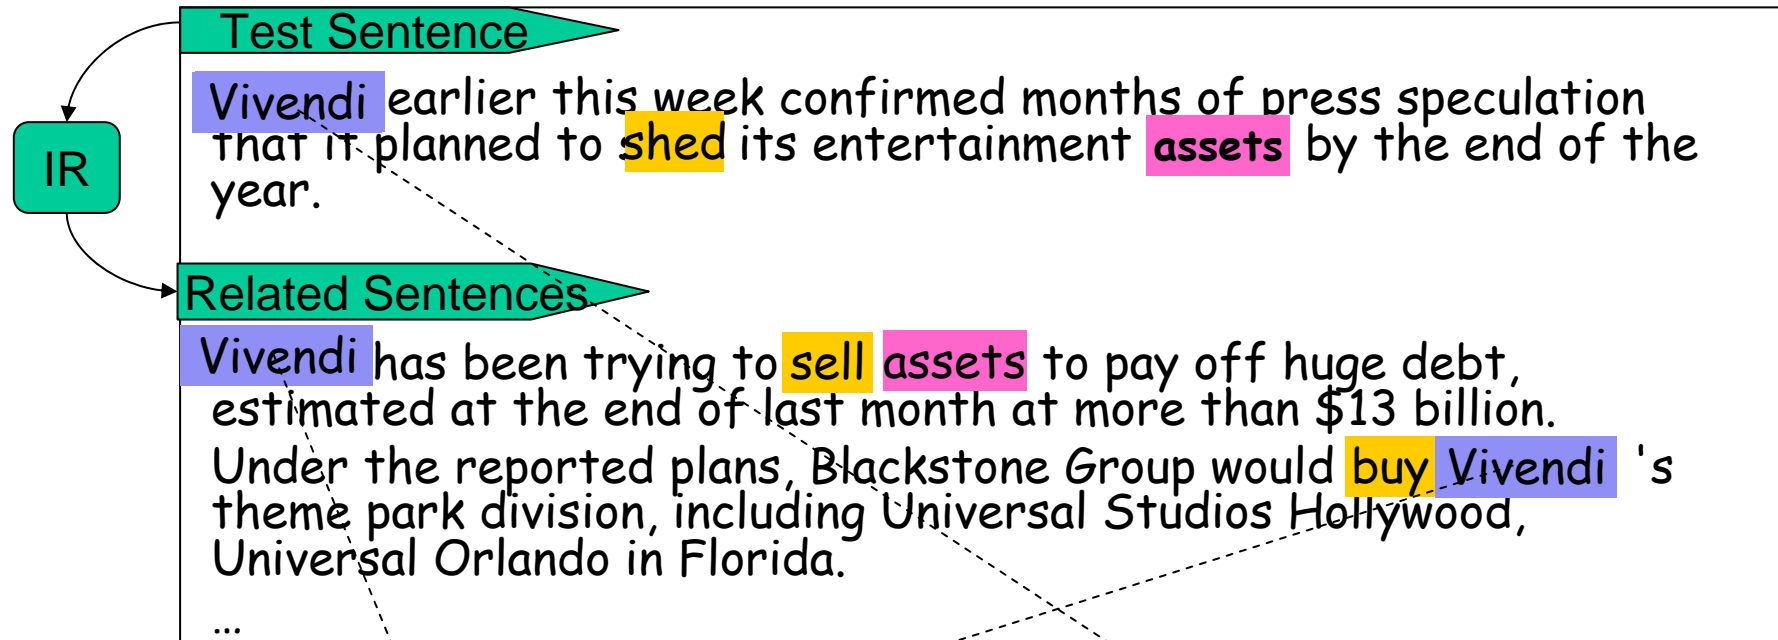 Test Sentence
Vivendi earlier this week confirmed months of press speculation
that it planned to shed its entertainment assets by the end of the
year.
IR
Related Sentences
Vivendi has been trying to sell assets to pay off huge debt,
estimated at the end of last month at more than $13 billion.
Under the reported plans, Blackstone Group would buy Vivendi 's
theme park division, including Universal Studios Hollywood,
Universal Orlando in Florida.
...